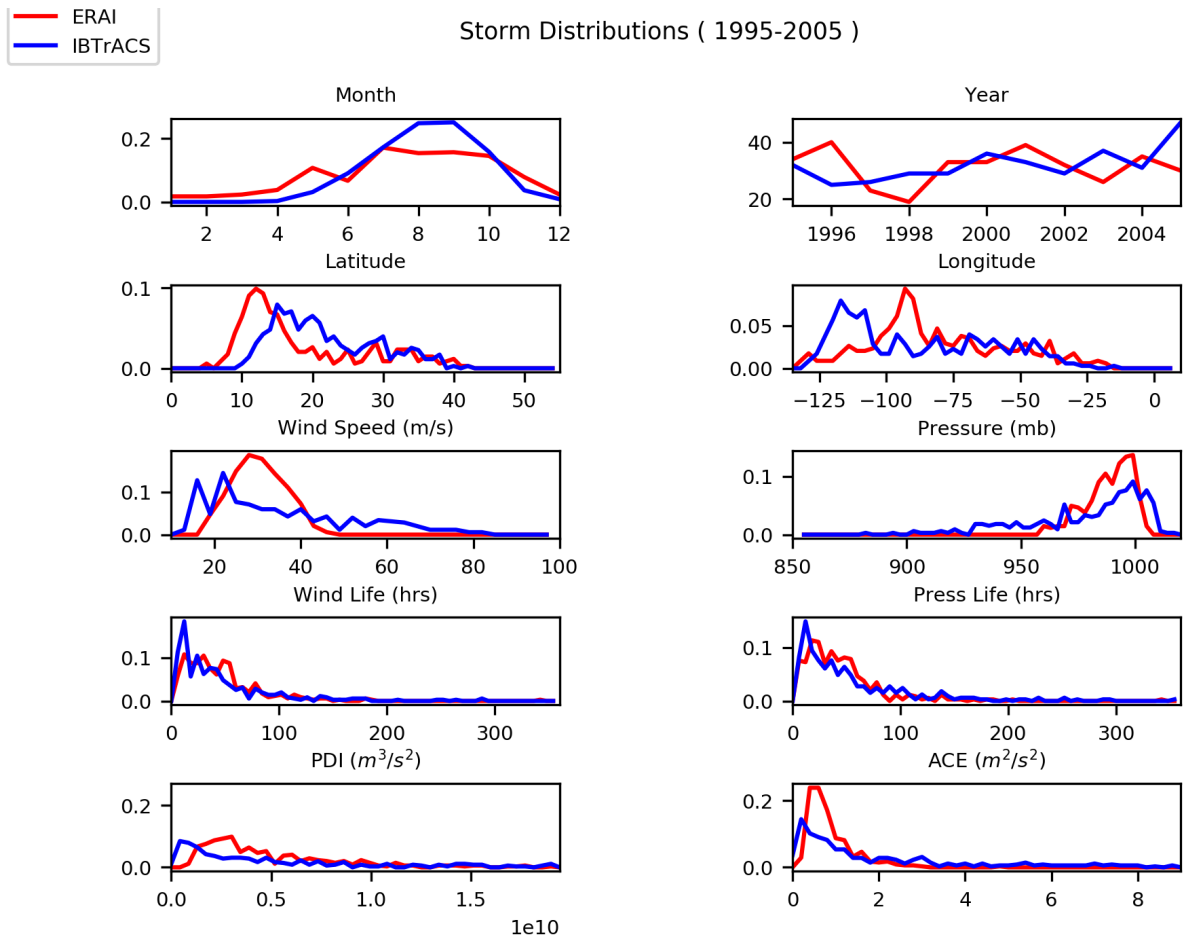 ERAI
IBTrACS
Storm Distributions ( 1995-2005 )
Month
0.2
0.0
2 4 6 8 10 12
Year
40
20
1996 1998 2000 2002 2004
Latitude
0.1
0.0
0 10 20 30 40 50
Longitude
0.05
0.00
−125 −100 −75 −50 −25 0
Wind Speed (m/s)
0.1
0.0
20 40 60 80 100
Pressure (mb)
0.1
0.0
850 900 950 1000
Wind Life (hrs)
0.1
0.0
0 100 200 300
Press Life (hrs)
0.1
0.0
0 100 200 300
PDI (m³/s²)
0.2
0.0
0.0 0.5 1.0 1.5
1e10
ACE (m²/s²)
0.2
0.0
0 2 4 6 8